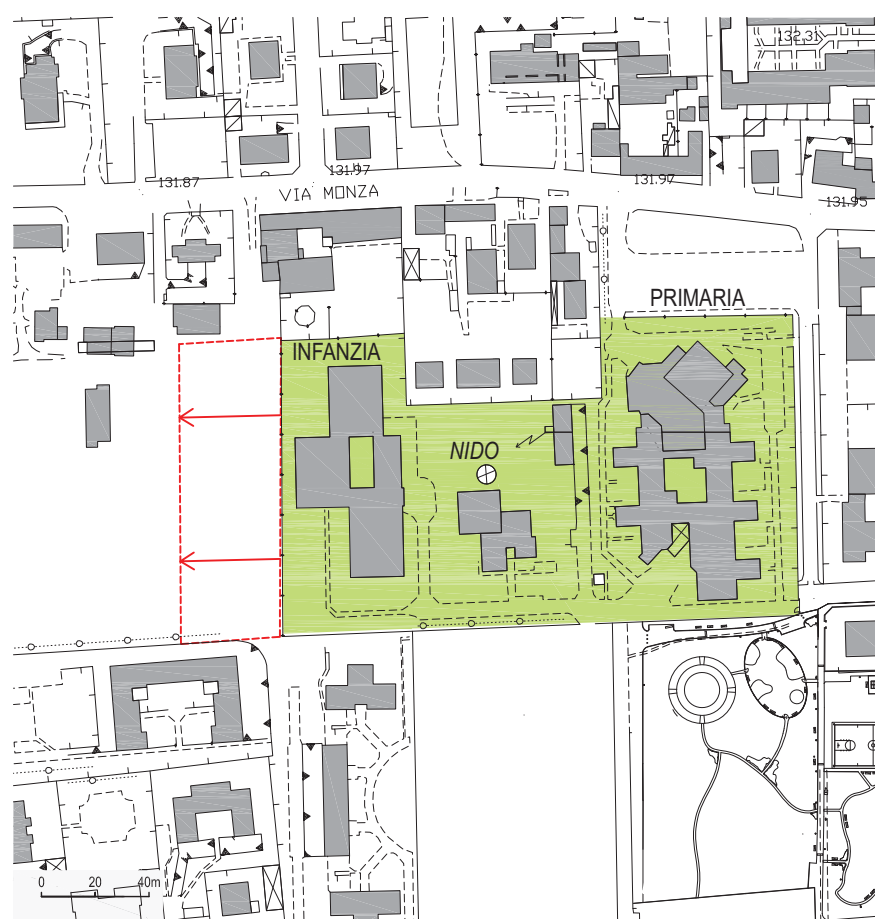 132.31
131.87
131.97
131.97
131.95
VIA MONZA
PRIMARIA
INFANZIA
NIDO
0 20 40m